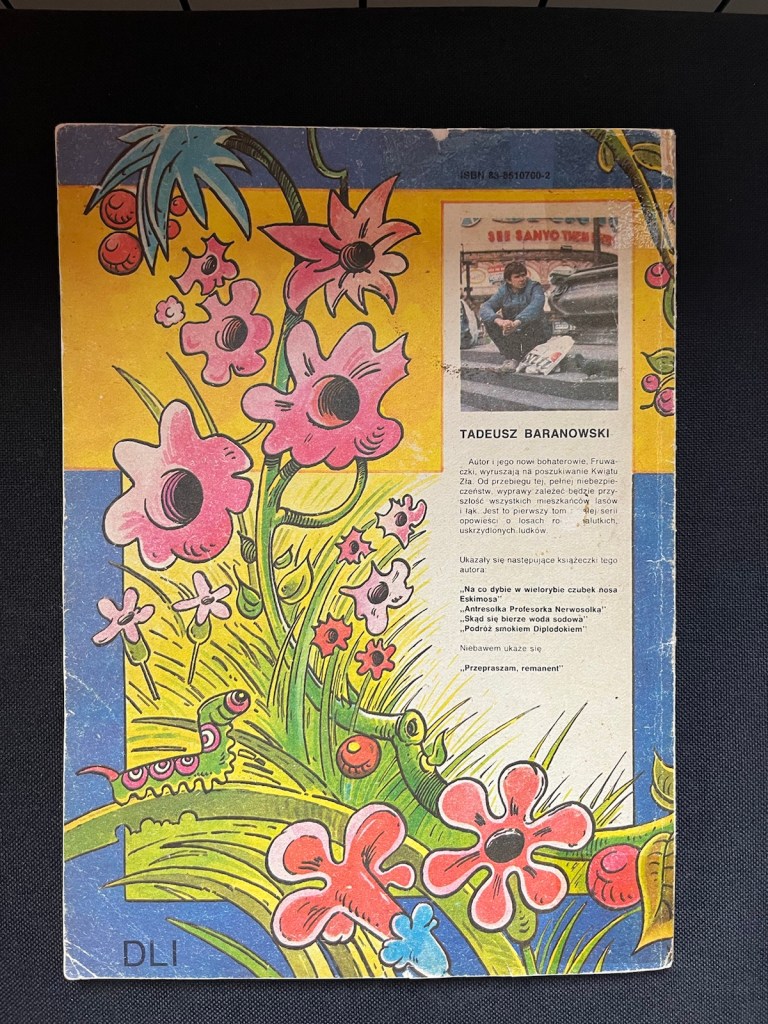 ISBN 83-8510700-2
SANYO
TADEUSZ BARANOWSKI
Autor i jego nowi bohaterowie, Fruwa-
czki, wyruszają na poszukiwanie Kwiatu
Zła. Od przebiegu tej, pełnej niebezpie-
czeństw, wyprawy zależeć będzie przy-
szłość wszystkich mieszkańców lasów
i łąk. Jest to pierwszy tom serii
opowieści o losach
uskrzydlonych ludków.
Ukazały się następujące książeczki tego
autora:
„Na co dybie w wielorybie czubek nosa
Eskimosa"
„Antresolka Profesorka Nerwosolka"
„Skąd się bierze woda sodowa"
„Podróż smokiem Diplodokiem"
Niebawem ukaże się
„Przepraszam, remanent"
DLI